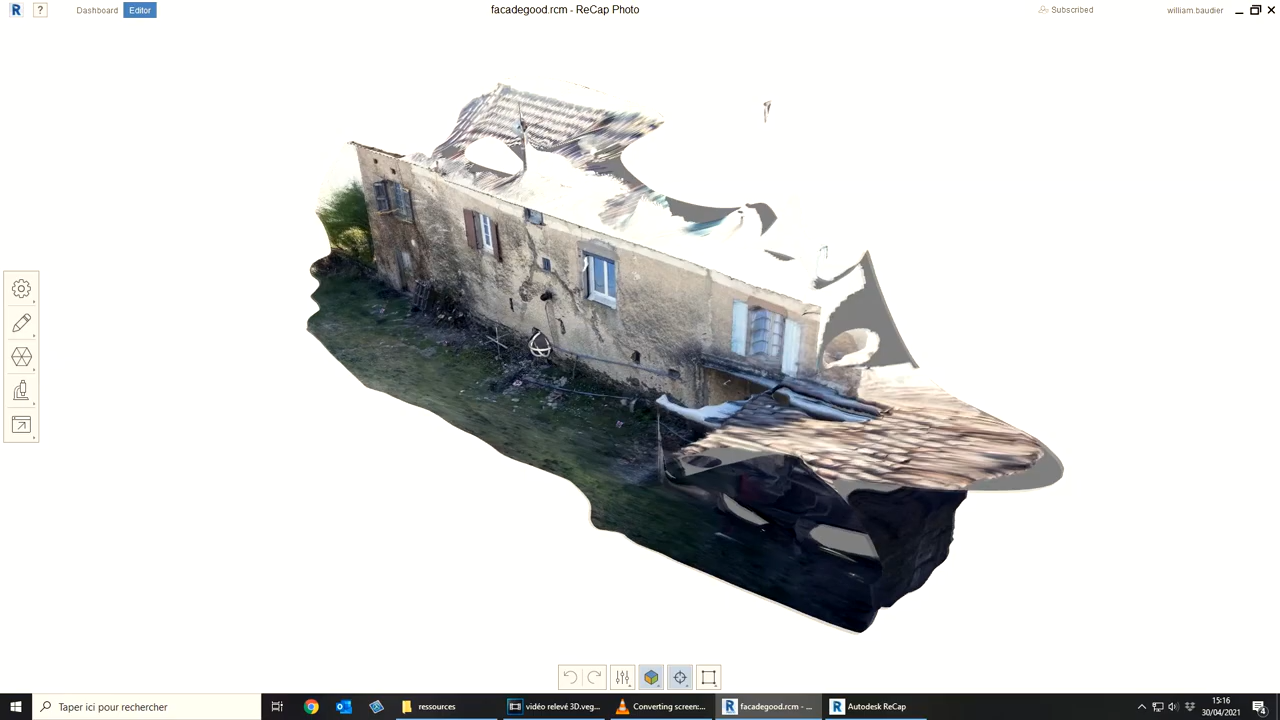 R ? Dashboard Editor facadegood.rcm - ReCap Photo Subscribed william.baudier
Taper ici pour rechercher ressources vidéo relevé 3D.veg... Converting screen:... R facadegood.rcm - ... R Autodesk ReCap 15:16
30/04/2021 4